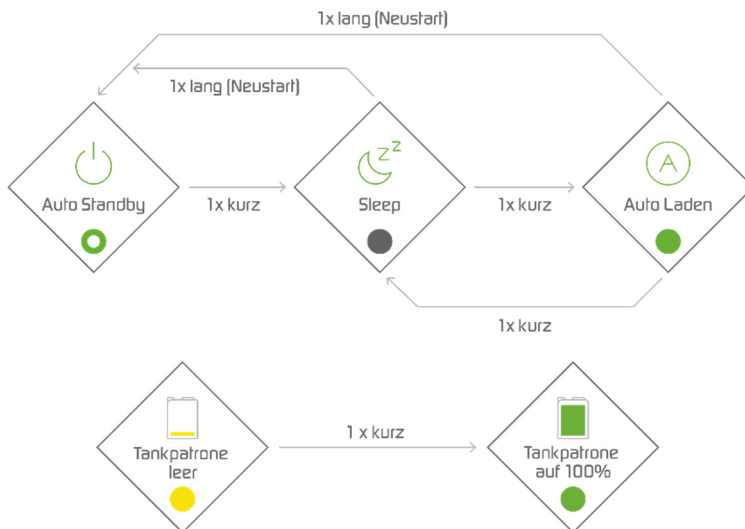 1x lang (Neustart)
1x lang (Neustart)
z z
A
Auto Standby
1x kurz
Sleep
1x kurz
Auto Laden
1x kurz
1 x kurz
Tankpatrone
leer
Tankpatrone
auf 100%